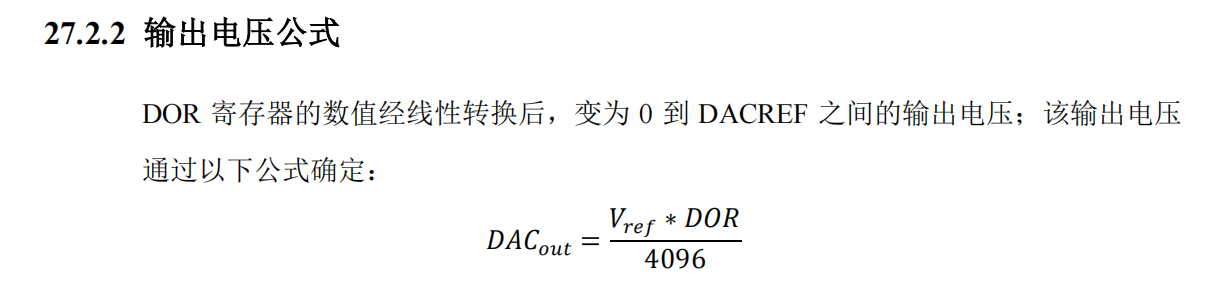 27.2.2 输出电压公式
DOR 寄存器的数值经线性转换后，变为 0 到 DACREF 之间的输出电压；该输出电压
通过以下公式确定：
DAC_{out} = \frac{V_{ref} * DOR}{4096}